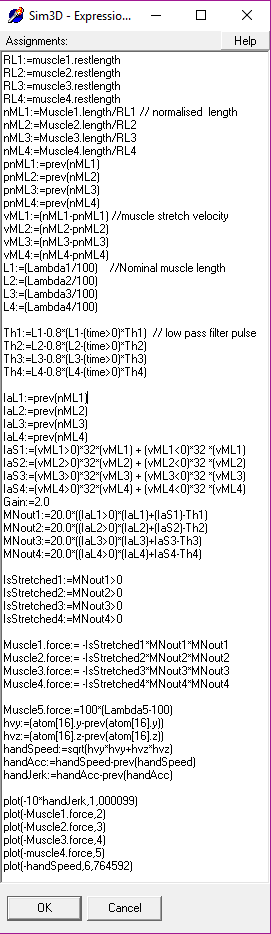 Sim3D - Expressio...
Assignments:
Help
RL1:=muscle1.restlength
RL2:=muscle2.restlength
RL3:=muscle3.restlength
RL4:=muscle4.restlength
nML1:=Muscle1.length/RL1 // normalised length
nML2:=Muscle2.length/RL2
nML3:=Muscle3.length/RL3
nML4:=Muscle4.length/RL4
pnML1:=prev(nML1)
pnML2:=prev(nML2)
pnML3:=prev(nML3)
pnML4:=prev(nML4)
vML1:=(nML1-pnML1) //muscle stretch velocity
vML2:=(nML2-pnML2)
vML3:=(nML3-pnML3)
vML4:=(nML4-pnML4)
L1:=(Lambda1/100) //Nominal muscle length
L2:=(Lambda2/100)
L3:=(Lambda3/100)
L4:=(Lambda4/100)
Th1:=L1-0.8*(L1-(time>0)*Th1) // low pass filter pulse
Th2:=L2-0.8*(L2-(time>0)*Th2)
Th3:=L3-0.8*(L3-(time>0)*Th3)
Th4:=L4-0.8*(L4-(time>0)*Th4)
IaL1:=prev(nML1)
IaL2:=prev(nML2)
IaL3:=prev(nML3)
IaL4:=prev(nML4)
IaS1:=(vML1>0)*32*(vML1) + (vML1<0)*32 *(vML1)
IaS2:=(vML2>0)*32*(vML2) + (vML2<0)*32 *(vML2)
IaS3:=(vML3>0)*32*(vML3) + (vML3<0)*32 *(vML3)
IaS4:=(vML4>0)*32*(vML4) + (vML4<0)*32 *(vML4)
Gain:=2.0
MNout1:=20.0*((IaL1>0)*(IaL1)+(IaS1)-Th1)
MNout2:=20.0*((IaL2>0)*(IaL2)+(IaS2)-Th2)
MNout3:=20.0*((IaL3>0)*(IaL3)+IaS3-Th3)
MNout4:=20.0*((IaL4>0)*(IaL4)+IaS4-Th4)
IsStretched1:=MNout1>0
IsStretched2:=MNout2>0
IsStretched3:=MNout3>0
IsStretched4:=MNout4>0
Muscle1.force:= -IsStretched1*MNout1*MNout1
Muscle2.force:= -IsStretched2*MNout2*MNout2
Muscle3.force:= -IsStretched3*MNout3*MNout3
Muscle4.force:= -IsStretched4*MNout4*MNout4
Muscle5.force:=100*(Lambda5-100)
hvy:=(atom[16].y-prev(atom[16].y))
hvz:=(atom[16].z-prev(atom[16].z))
handSpeed:=sqrt(hvy*hvy+hvz*hvz)
handAcc:=handSpeed-prev(handSpeed)
handJerk:=handAcc-prev(handAcc)
plot(-10*handJerk,1,000099)
plot(-Muscle1.force,2)
plot(-Muscle2.force,3)
plot(-Muscle3.force,4)
plot(-muscle4.force,5)
plot(-handSpeed,6,764592)
OK
Cancel